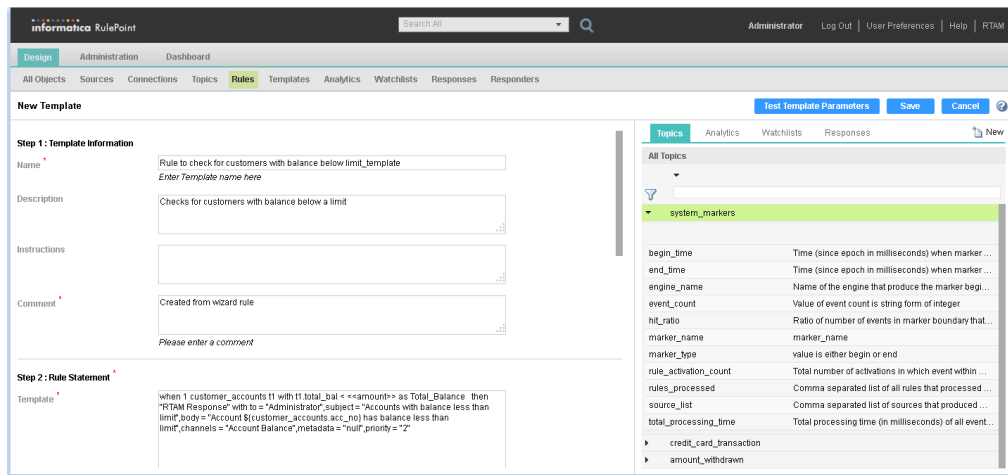 informatica RulePoint
Search All
Administrator Log Out | User Preferences | Help | RTAM
Design Administration Dashboard
All Objects Sources Connections Topics Rules Templates Analytics Watchlists Responses Responders
New Template
Test Template Parameters Save Cancel ?
Step 1 : Template Information
Name *
Rule to check for customers with balance below limit_template
Enter Template name here
Description
Checks for customers with balance below a limit
Instructions
Comment *
Created from wizard rule
Please enter a comment
Step 2 : Rule Statement *
Template *
when 1 customer_accounts t1 with t1.total_bal < <<amount>> as Total_Balance then
"RTAM Response" with to = "Administrator",subject = "Accounts with balance less than
limit",body = "Account ${customer_accounts.acc_no} has balance less than
limit",channels = "Account Balance",metadata = "null",priority = "2"
Topics Analytics Watchlists Responses New
All Topics
system_markers
begin_time Time (since epoch in milliseconds) when marker ...
end_time Time (since epoch in milliseconds) when marker ...
engine_name Name of the engine that produce the marker begi...
event_count Value of event count is string form of integer
hit_ratio Ratio of number of events in marker boundary that...
marker_name marker_name
marker_type value is either begin or end
rule_activation_count Total number of activations in which event within ...
rules_processed Comma separated list of all rules that processed ...
source_list Comma separated list of sources that produced ...
total_processing_time Total processing time (in milliseconds) of all event...
credit_card_transaction
amount_withdrawn